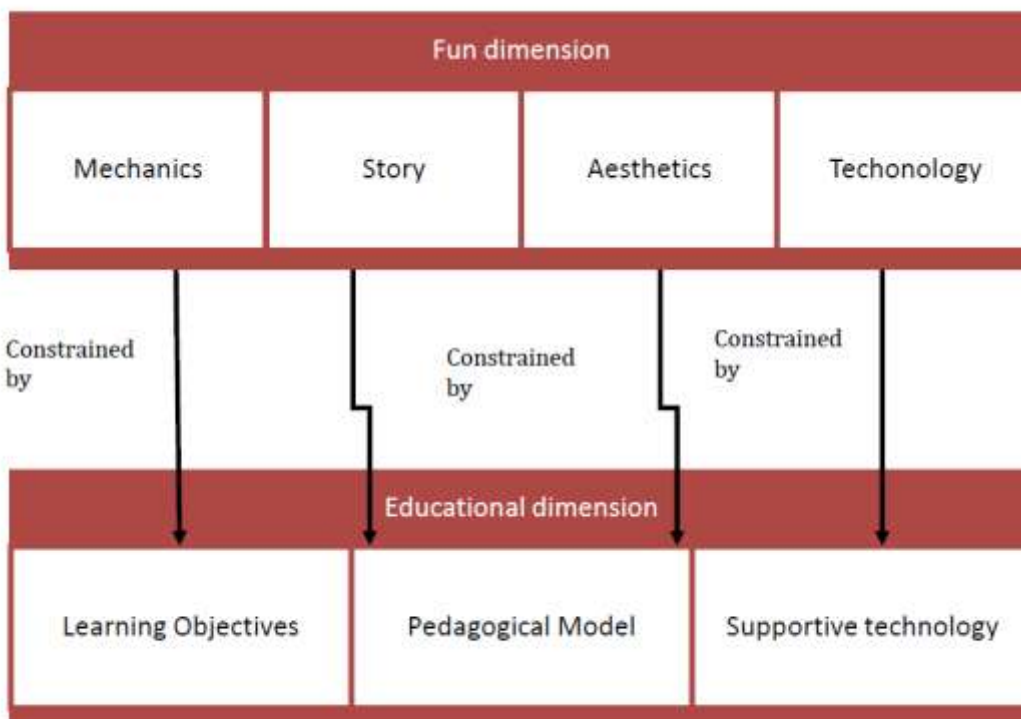 Fun dimension
Mechanics
Story
Aesthetics
Techonology
Constrained
by
Constrained
by
Constrained
by
Educational dimension
Learning Objectives
Pedagogical Model
Supportive technology